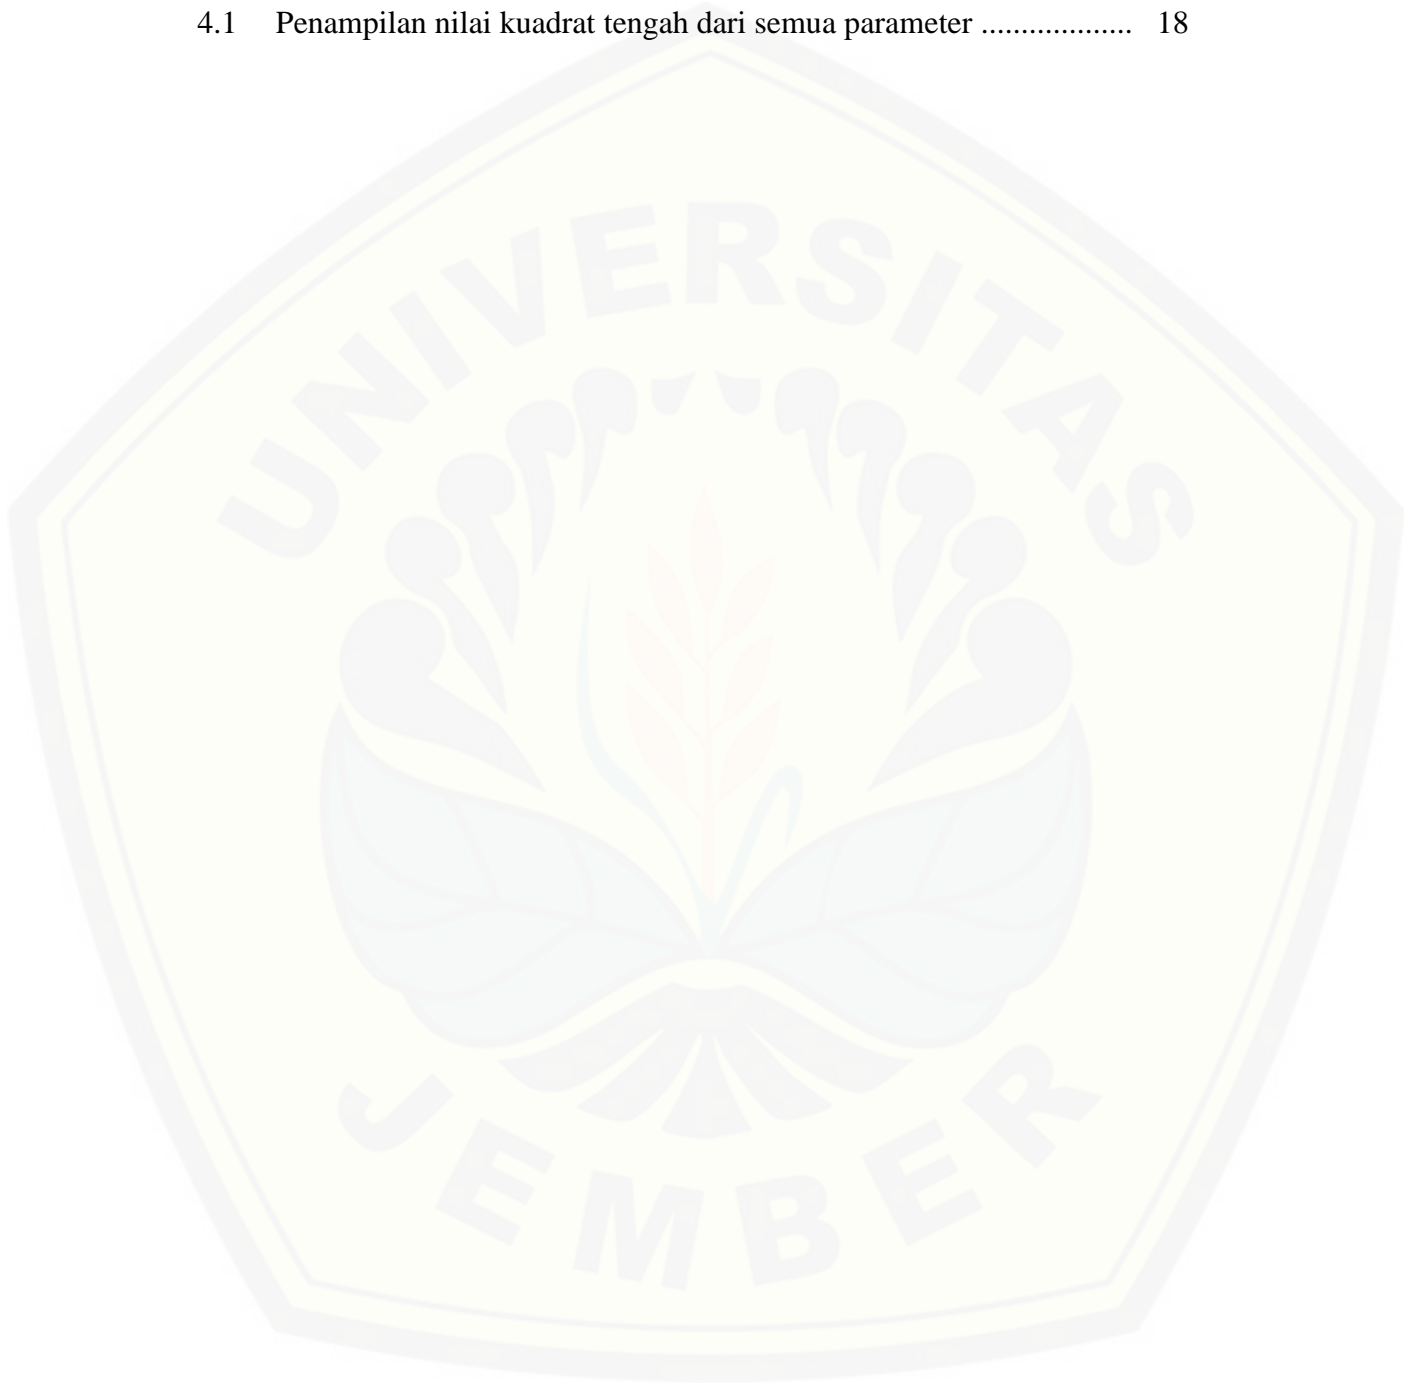 4.1 Penampilan nilai kuadrat tengah dari semua parameter ................... 18
UNIVERSITAS
JEMBER